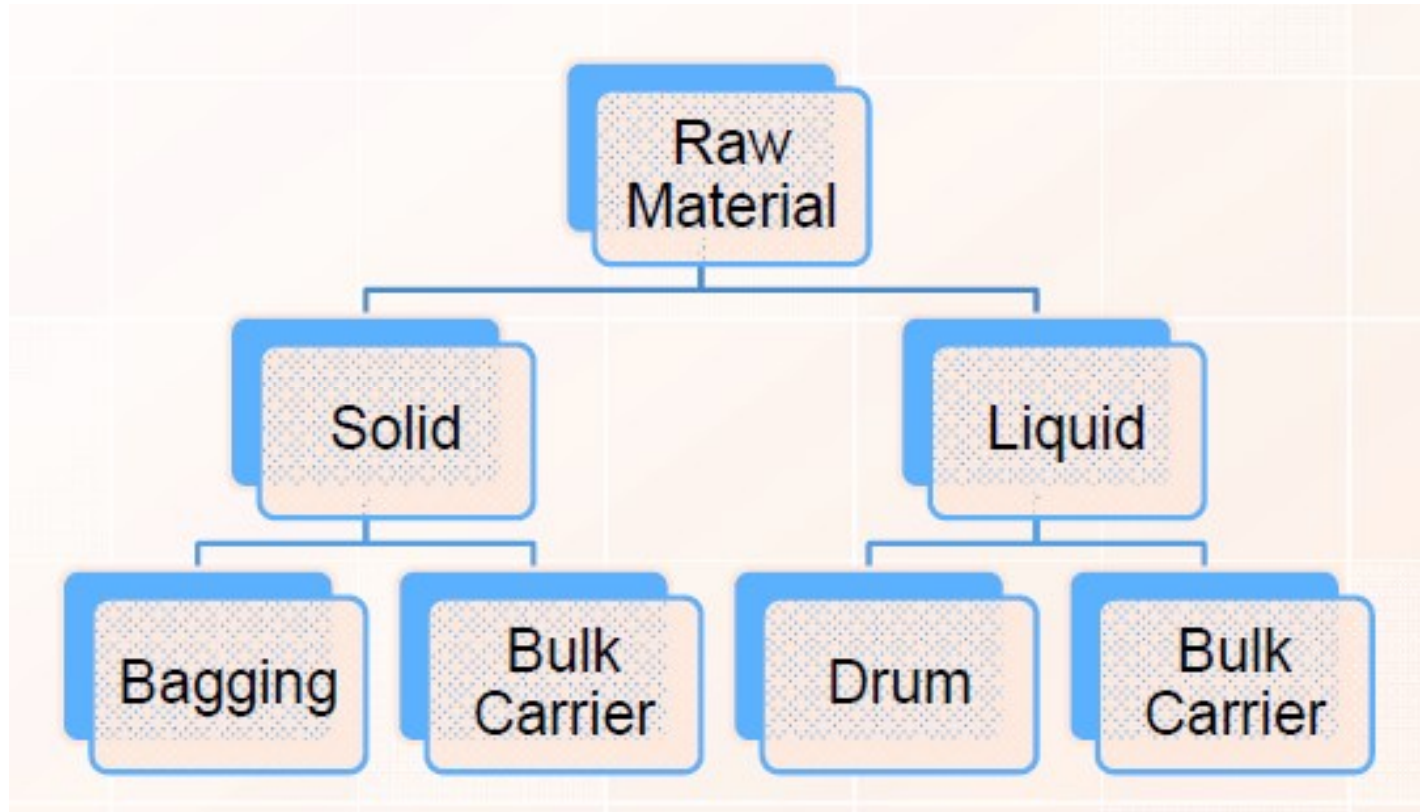 Raw
Material
Solid
Liquid
Bagging
Bulk
Carrier
Drum
Bulk
Carrier